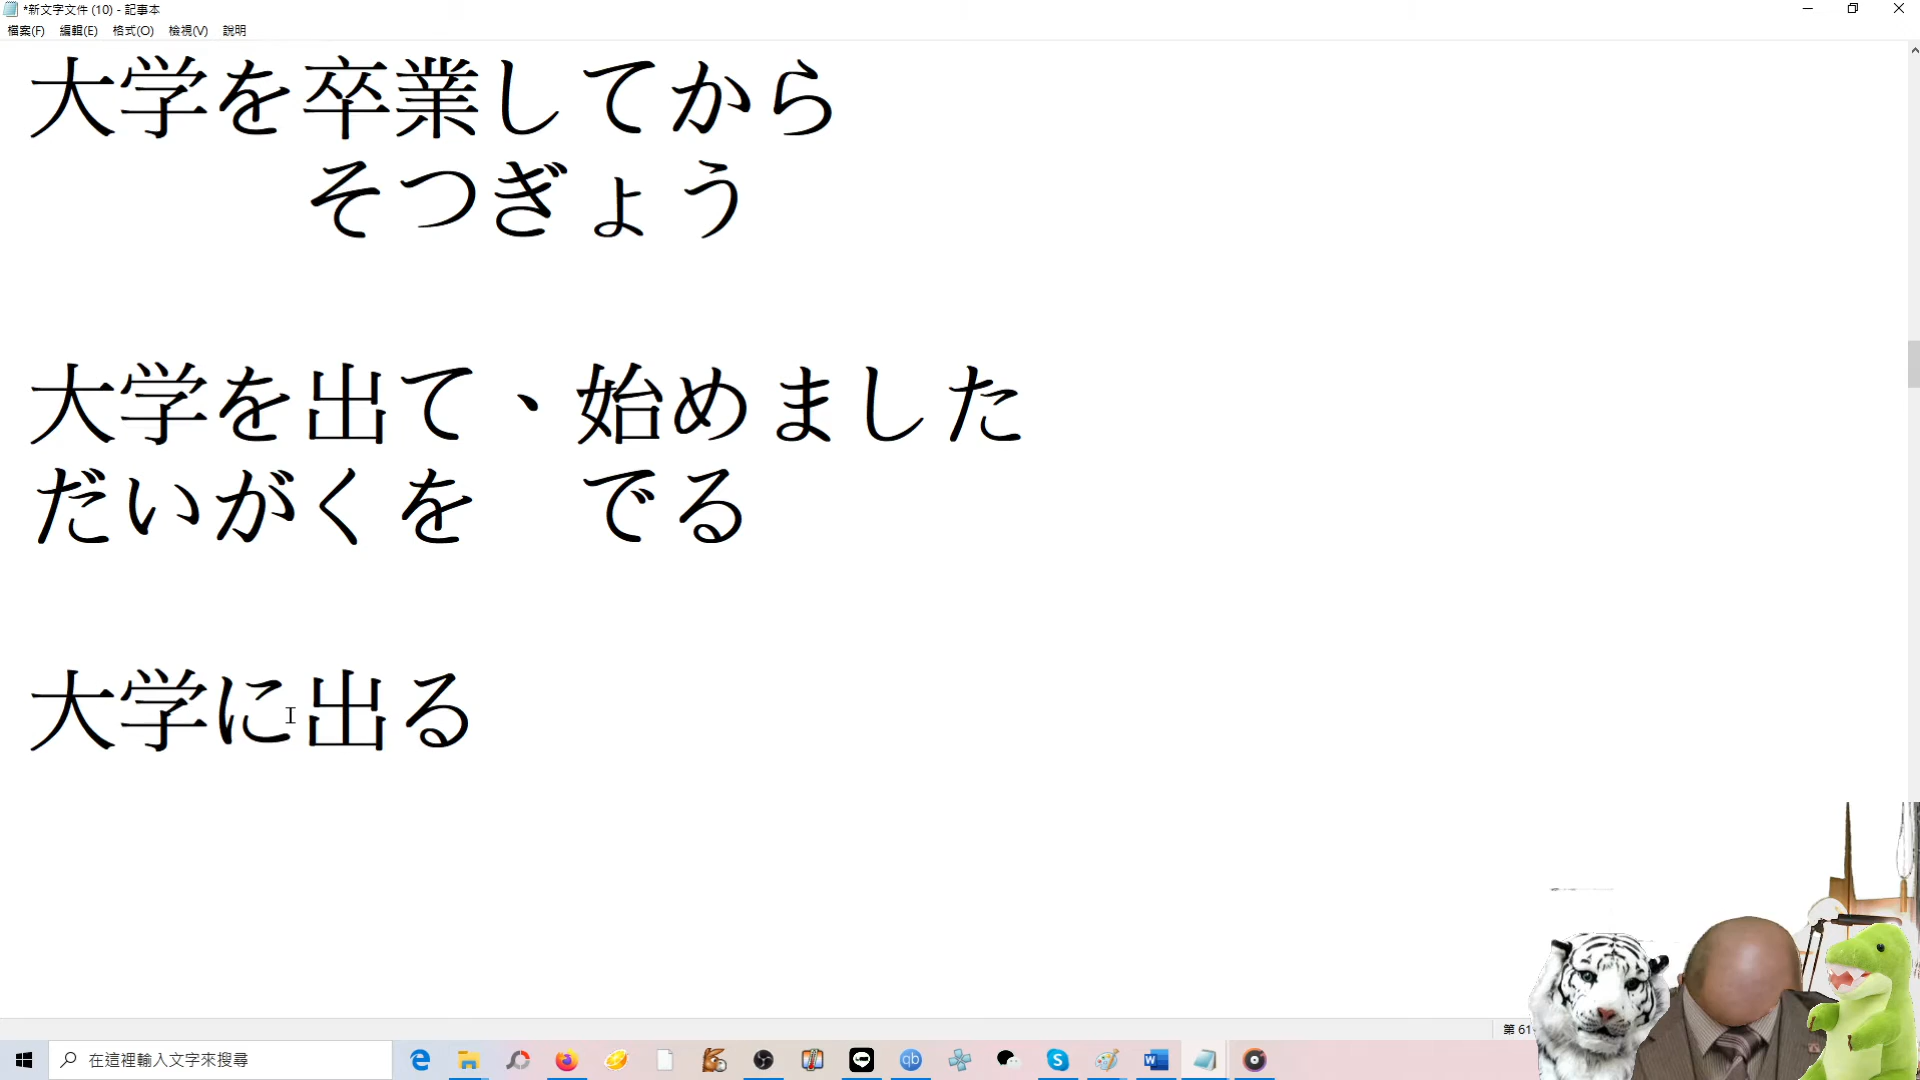 *新文字文件 (10) - 記事本
檔案(F) 編輯(E) 格式(O) 檢視(V) 說明
大学を卒業してから
そつぎょう
大学を出て、始めました
だいがくを　でる
大学に出る
第 61
在這裡輸入文字來搜尋